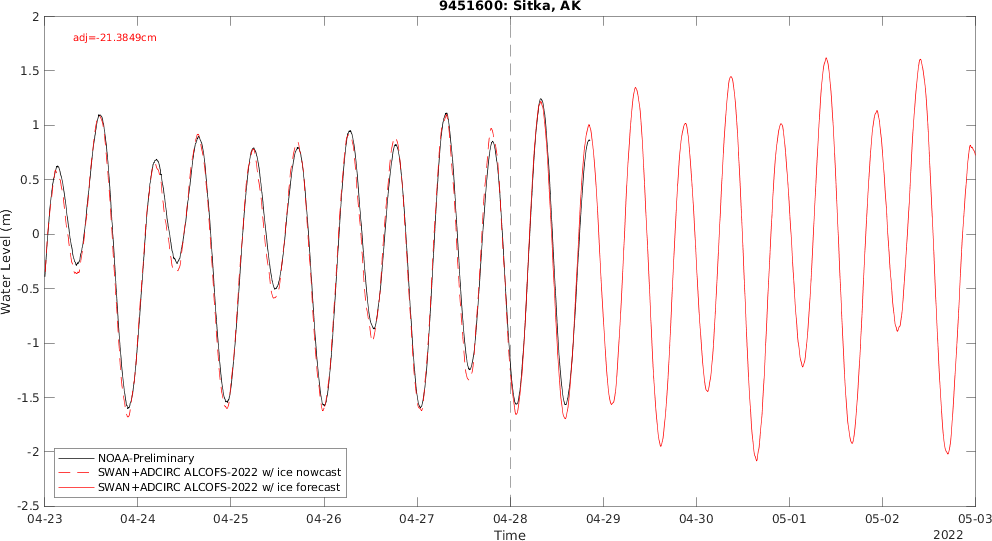 9451600: Sitka, AK
adj=-21.3849cm
2
1.5
1
0.5
0
-0.5
-1
-1.5
-2
-2.5
Water Level (m)
NOAA-Preliminary
SWAN+ADCIRC ALCOFS-2022 w/ ice nowcast
SWAN+ADCIRC ALCOFS-2022 w/ ice forecast
04-23 04-24 04-25 04-26 04-27 04-28 04-29 04-30 05-01 05-02 05-03
Time
2022